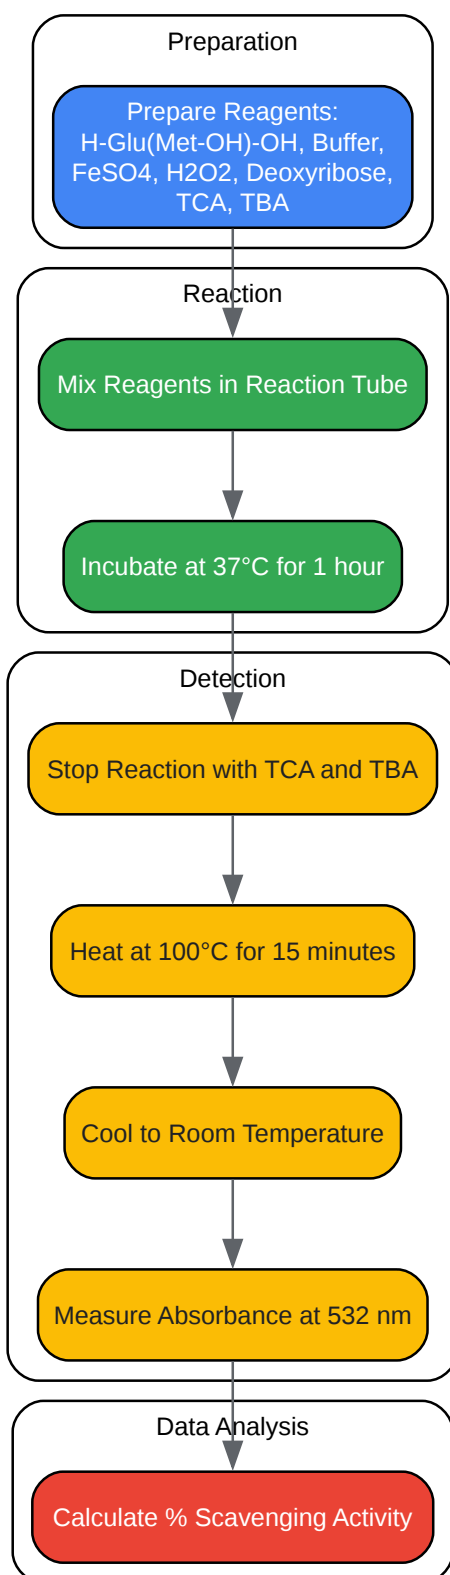 Preparation
Prepare Reagents:
H-Glu(Met-OH)-OH, Buffer,
FeSO4, H2O2, Deoxyribose,
TCA, TBA
Reaction
Mix Reagents in Reaction Tube
Incubate at 37°C for 1 hour
Detection
Stop Reaction with TCA and TBA
Heat at 100°C for 15 minutes
Cool to Room Temperature
Measure Absorbance at 532 nm
Data Analysis
Calculate % Scavenging Activity